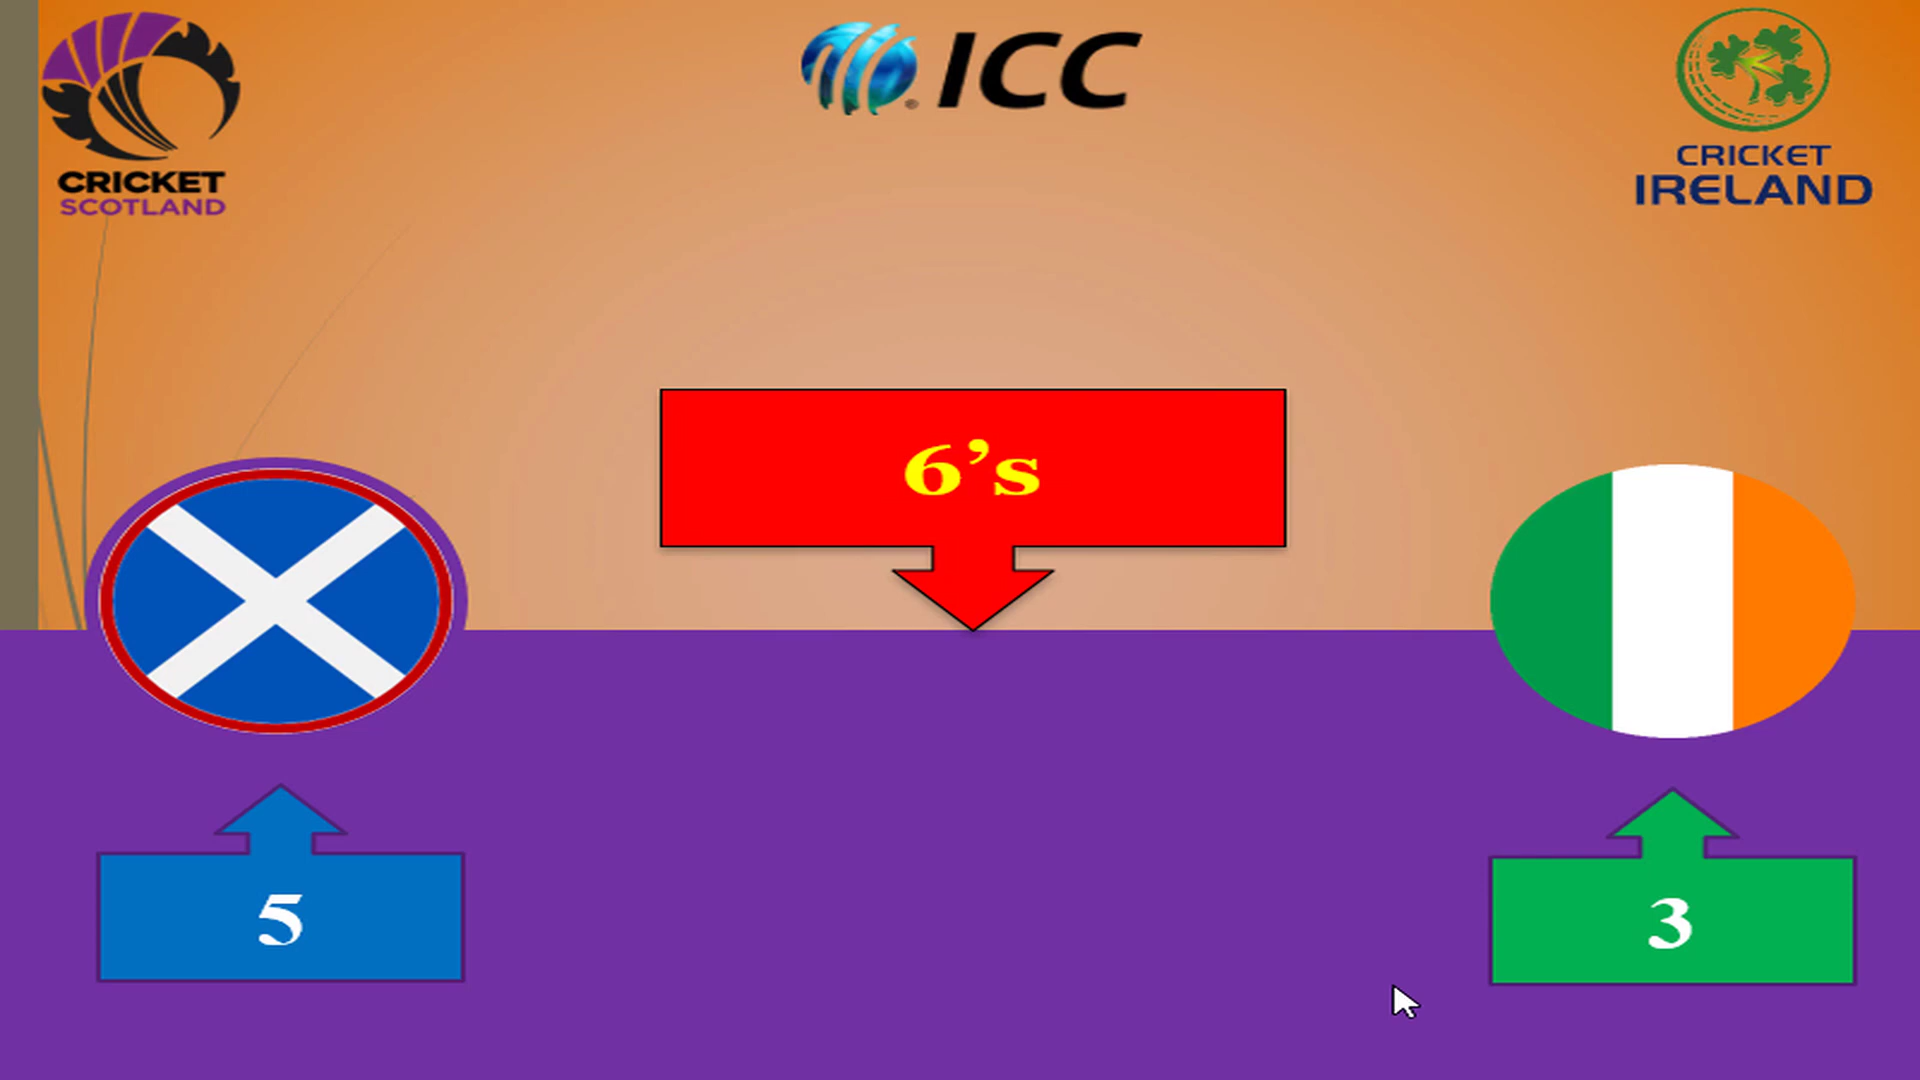 ICC
CRICKET
SCOTLAND
CRICKET
IRELAND
6’s
5
3